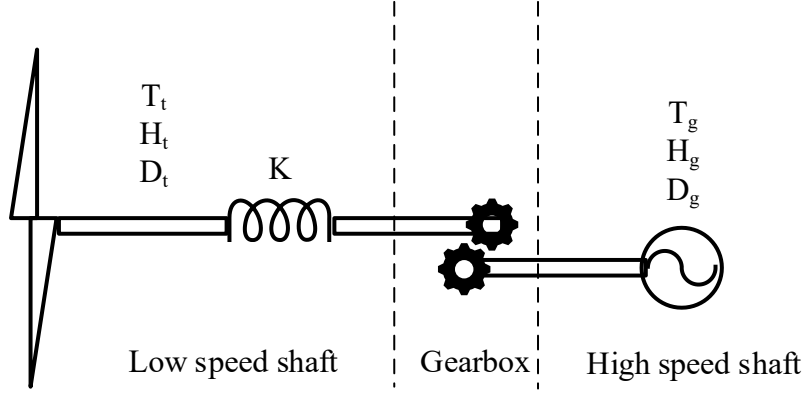 T_t
H_t
D_t
K
T_g
H_g
D_g
Low speed shaft
Gearbox
High speed shaft